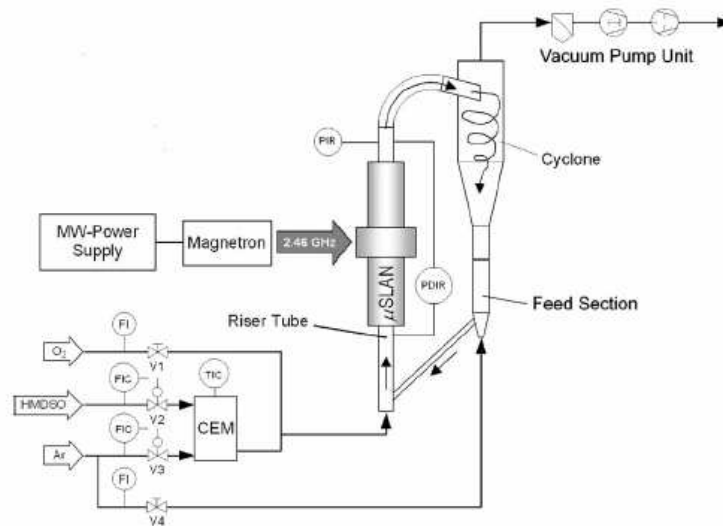 Vacuum Pump Unit
PIR
Cyclone
MW-Power
Supply
Magnetron
2.46 GHz
µSLAN
PDIR
Feed Section
Riser Tube
FI
O2
V1
FIC
TIC
HMDSO
V2
CEM
FIC
Ar
V3
FI
V4